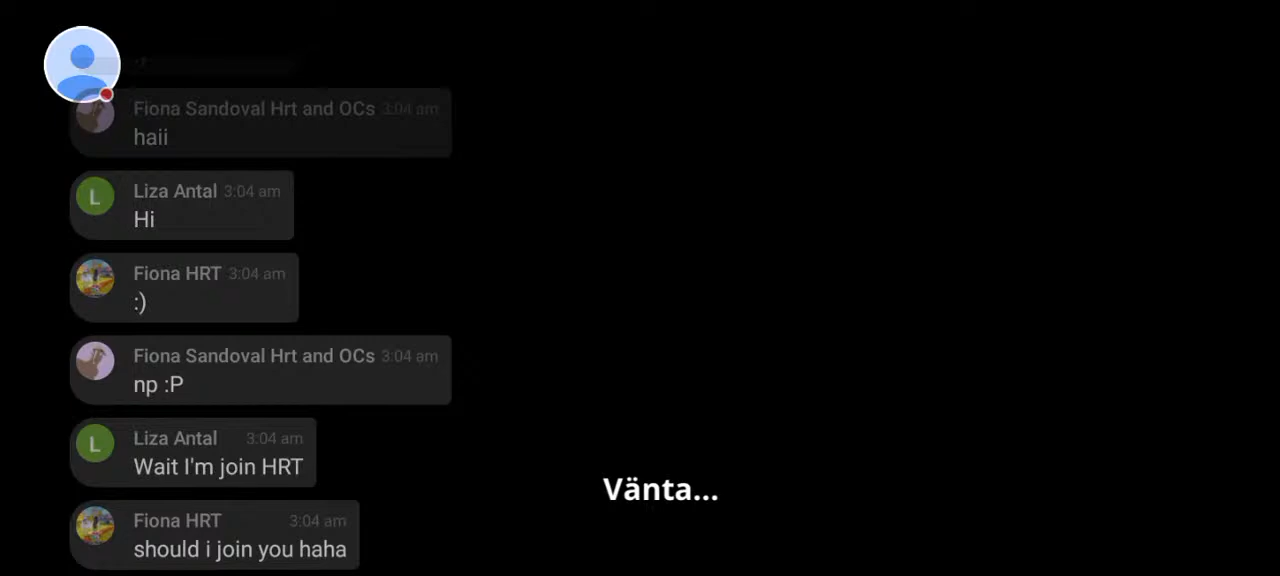 Fiona Sandoval Hrt and OCs 3:04 am
haii
L
Liza Antal 3:04 am
Hi
Fiona HRT 3:04 am
:)
Fiona Sandoval Hrt and OCs 3:04 am
np :P
L
Liza Antal 3:04 am
Wait I'm join HRT
Fiona HRT 3:04 am
should i join you haha
Vänta...